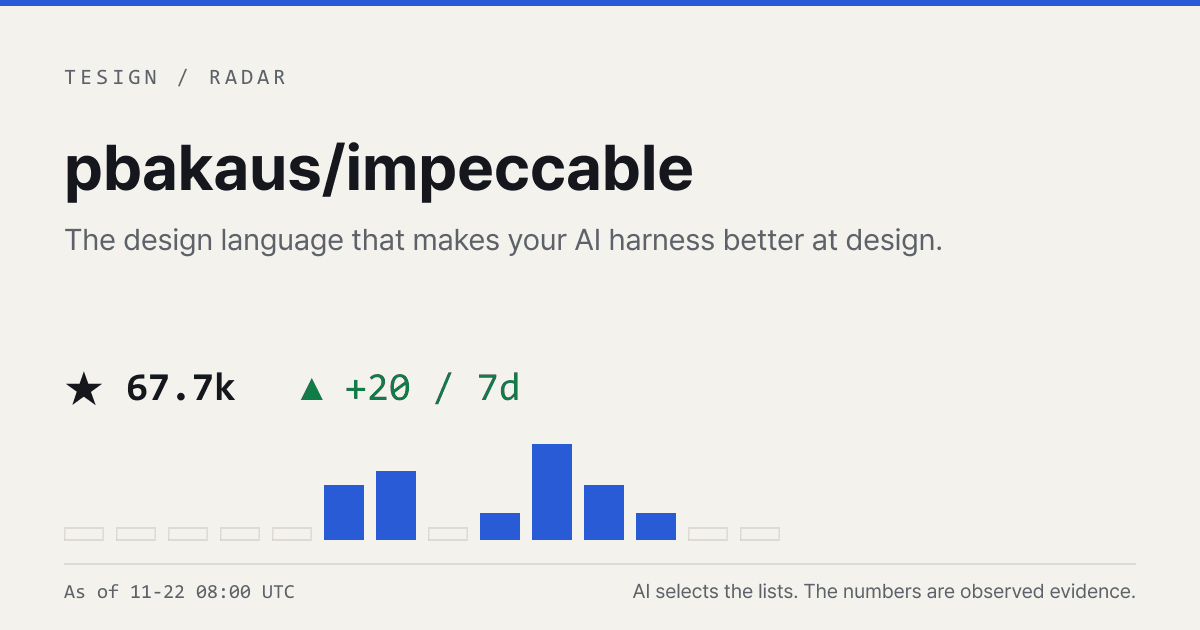 TESIGN / RADAR
pbakaus/impeccable
The design language that makes your AI harness better at design.
★ 67.7k ▲ +20 / 7d
As of 11-22 08:00 UTC
AI selects the lists. The numbers are observed evidence.